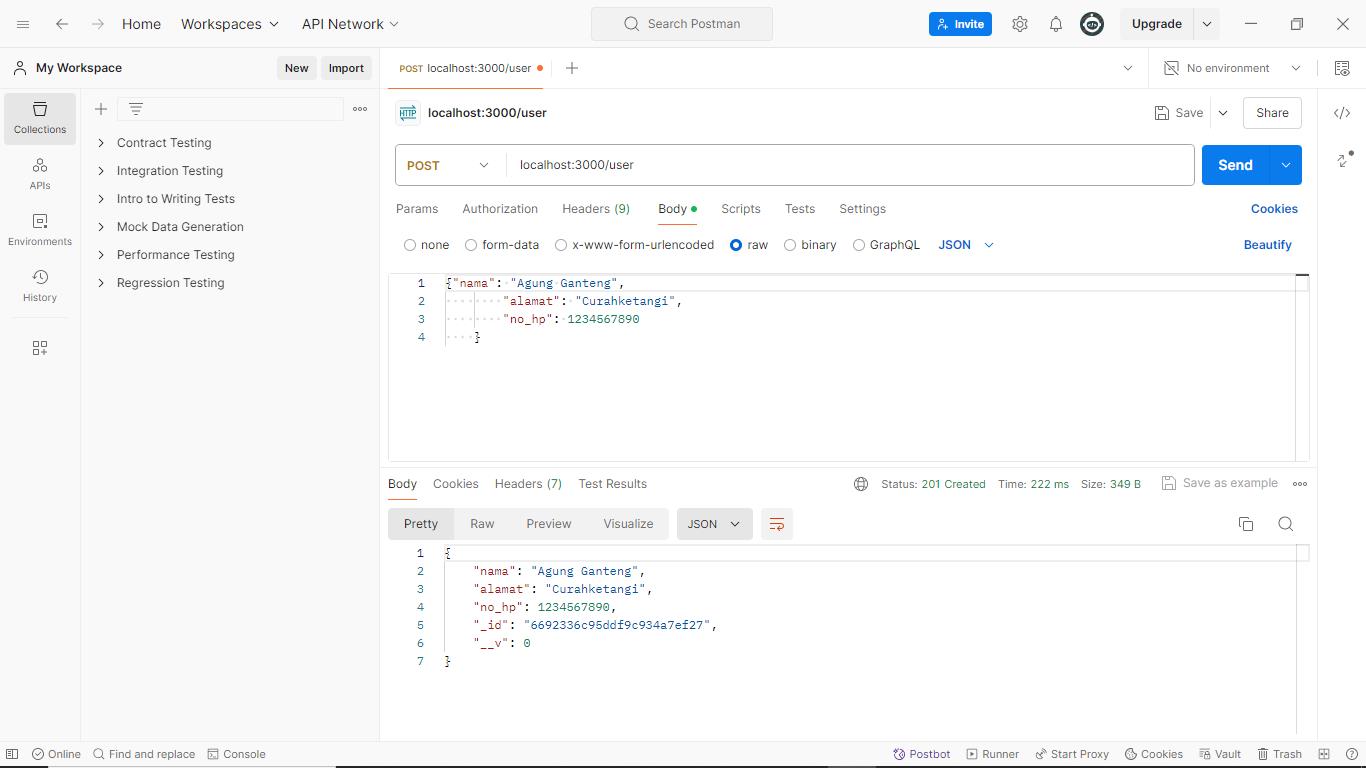 Home Workspaces API Network Search Postman Invite Upgrade
My Workspace New Import POST localhost:3000/user No environment
HTTP localhost:3000/user Save Share
Collections
APIs
Environments
History
Contract Testing
Integration Testing
Intro to Writing Tests
Mock Data Generation
Performance Testing
Regression Testing
POST localhost:3000/user Send
Params Authorization Headers (9) Body Scripts Tests Settings Cookies
none form-data x-www-form-urlencoded raw binary GraphQL JSON Beautify
1 {"nama": "Agung Ganteng",
2 "alamat": "Curahketangi",
3 "no_hp": 1234567890
4 }
Body Cookies Headers (7) Test Results Status: 201 Created Time: 222 ms Size: 349 B Save as example
Pretty Raw Preview Visualize JSON
1 {
2 "nama": "Agung Ganteng",
3 "alamat": "Curahketangi",
4 "no_hp": 1234567890,
5 "_id": "6692336c95ddf9c934a7ef27",
6 "__v": 0
7 }
Online Find and replace Console Postbot Runner Start Proxy Cookies Vault Trash